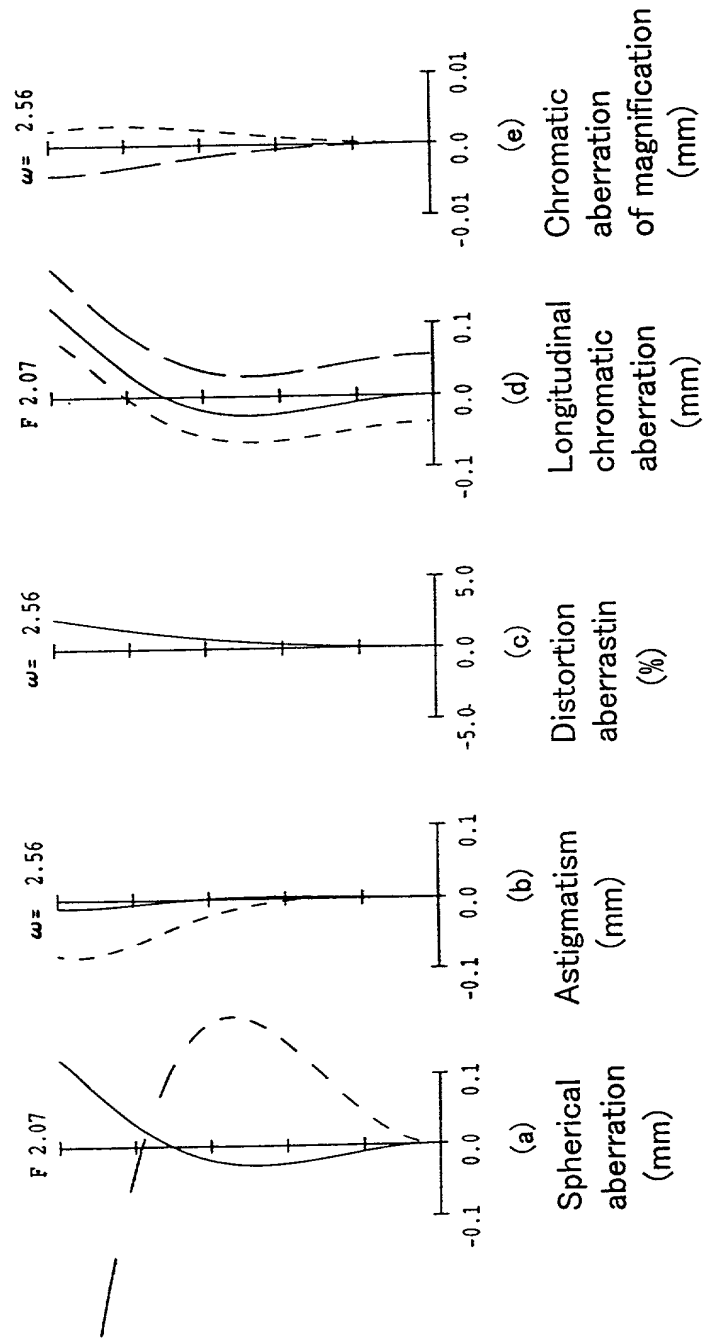 F 2.07
-0.1
0.0
0.1
(a)
Spherical
aberration
(mm)
ω= 2.56
-0.1
0.0
0.1
(b)
Astigmatism
(mm)
ω= 2.56
-5.0
0.0
5.0
(c)
Distortion
aberrastin
(%)
F 2.07
-0.1
0.0
0.1
(d)
Longitudinal
chromatic
aberration
(mm)
ω= 2.56
-0.01
0.0
0.01
(e)
Chromatic
aberration
of magnification
(mm)